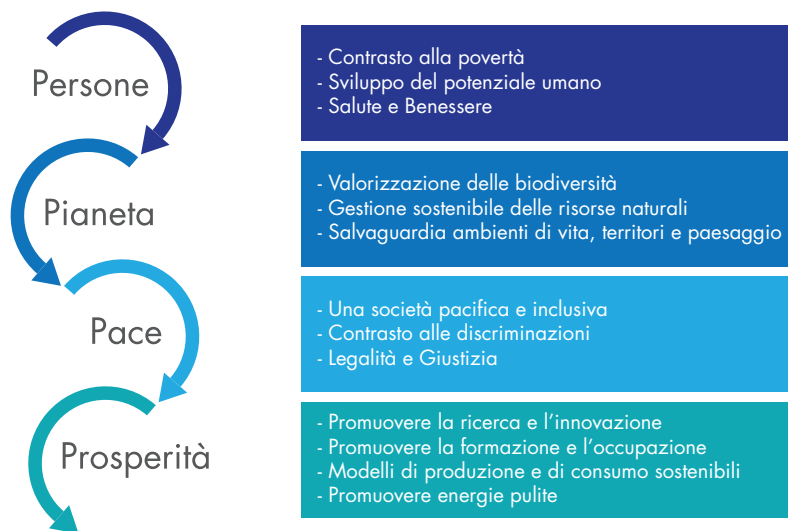 Persone
- Contrasto alla povertà
- Sviluppo del potenziale umano
- Salute e Benessere
Pianeta
- Valorizzazione delle biodiversità
- Gestione sostenibile delle risorse naturali
- Salvaguardia ambienti di vita, territori e paesaggio
Pace
- Una società pacifica e inclusiva
- Contrasto alle discriminazioni
- Legalità e Giustizia
Prosperità
- Promuovere la ricerca e l'innovazione
- Promuovere la formazione e l'occupazione
- Modelli di produzione e di consumo sostenibili
- Promuovere energie pulite